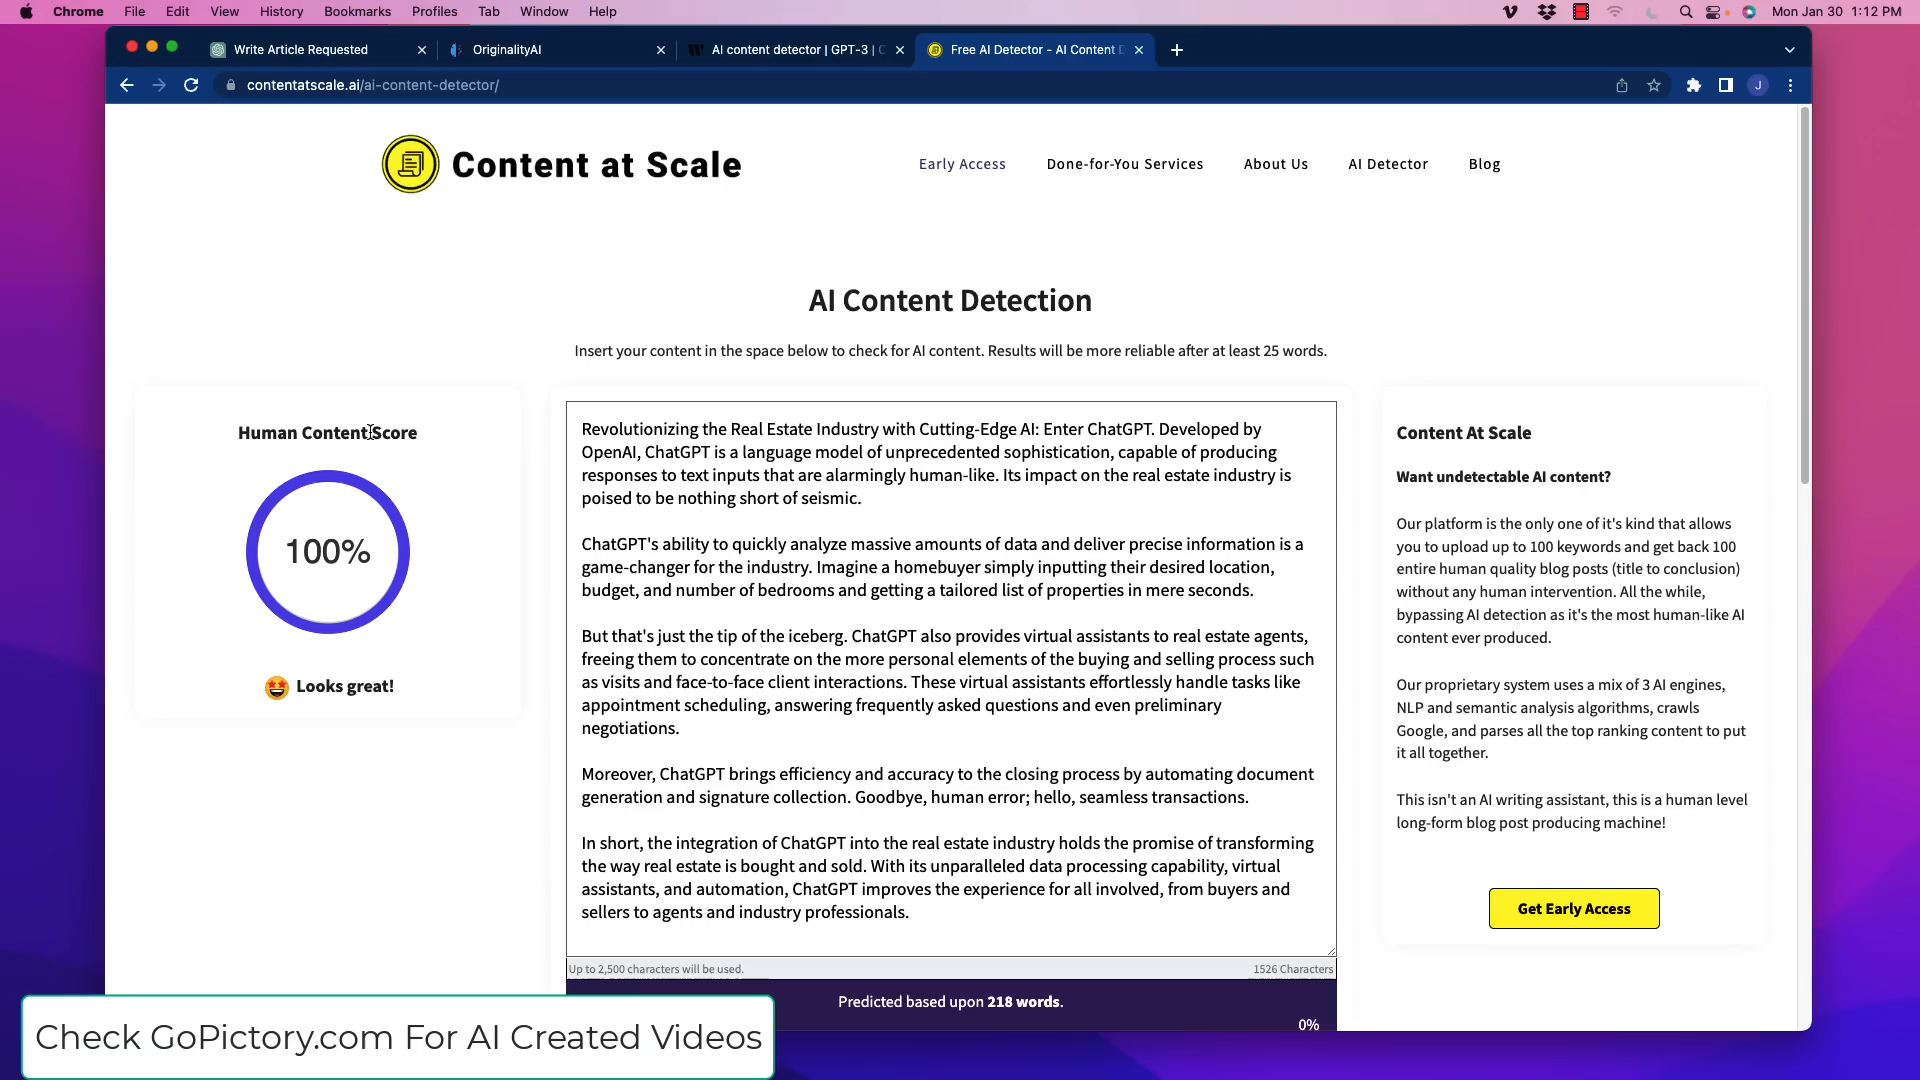 Chrome File Edit View History Bookmarks Profiles Tab Window Help Mon Jan 30 1:12 PM
Write Article Requested OriginalityAI AI content detector | GPT-3 | C Free AI Detector - AI Content D
contentatscale.ai/ai-content-detector/ J
Content at Scale Early Access Done-for-You Services About Us AI Detector Blog
AI Content Detection
Insert your content in the space below to check for AI content. Results will be more reliable after at least 25 words.
Human Content Score
100%
Looks great!
Revolutionizing the Real Estate Industry with Cutting-Edge AI: Enter ChatGPT. Developed by
OpenAI, ChatGPT is a language model of unprecedented sophistication, capable of producing
responses to text inputs that are alarmingly human-like. Its impact on the real estate industry is
poised to be nothing short of seismic.
ChatGPT's ability to quickly analyze massive amounts of data and deliver precise information is a
game-changer for the industry. Imagine a homebuyer simply inputting their desired location,
budget, and number of bedrooms and getting a tailored list of properties in mere seconds.
But that's just the tip of the iceberg. ChatGPT also provides virtual assistants to real estate agents,
freeing them to concentrate on the more personal elements of the buying and selling process such
as visits and face-to-face client interactions. These virtual assistants effortlessly handle tasks like
appointment scheduling, answering frequently asked questions and even preliminary
negotiations.
Moreover, ChatGPT brings efficiency and accuracy to the closing process by automating document
generation and signature collection. Goodbye, human error; hello, seamless transactions.
In short, the integration of ChatGPT into the real estate industry holds the promise of transforming
the way real estate is bought and sold. With its unparalleled data processing capability, virtual
assistants, and automation, ChatGPT improves the experience for all involved, from buyers and
sellers to agents and industry professionals.
Up to 2,500 characters will be used. 1526 Characters
Predicted based upon 218 words.
0%
Content At Scale
Want undetectable AI content?
Our platform is the only one of it's kind that allows
you to upload up to 100 keywords and get back 100
entire human quality blog posts (title to conclusion)
without any human intervention. All the while,
bypassing AI detection as it's the most human-like AI
content ever produced.
Our proprietary system uses a mix of 3 AI engines,
NLP and semantic analysis algorithms, crawls
Google, and parses all the top ranking content to put
it all together.
This isn't an AI writing assistant, this is a human level
long-form blog post producing machine!
Get Early Access
Check GoPictory.com For AI Created Videos